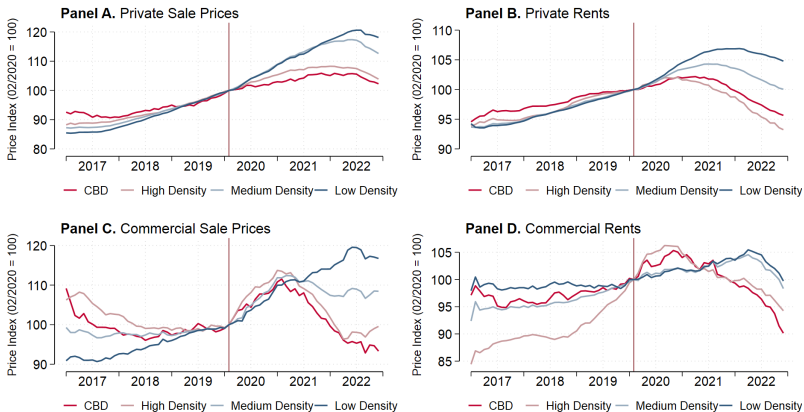 Panel A. Private Sale Prices
Price Index (02/2020 = 100)
120
110
100
90
80
2017 2018 2019 2020 2021 2022
CBD High Density Medium Density Low Density
Panel B. Private Rents
Price Index (02/2020 = 100)
110
105
100
95
90
2017 2018 2019 2020 2021 2022
CBD High Density Medium Density Low Density
Panel C. Commercial Sale Prices
Price Index (02/2020 = 100)
120
110
100
90
2017 2018 2019 2020 2021 2022
CBD High Density Medium Density Low Density
Panel D. Commercial Rents
Price Index (02/2020 = 100)
105
100
95
90
85
2017 2018 2019 2020 2021 2022
CBD High Density Medium Density Low Density